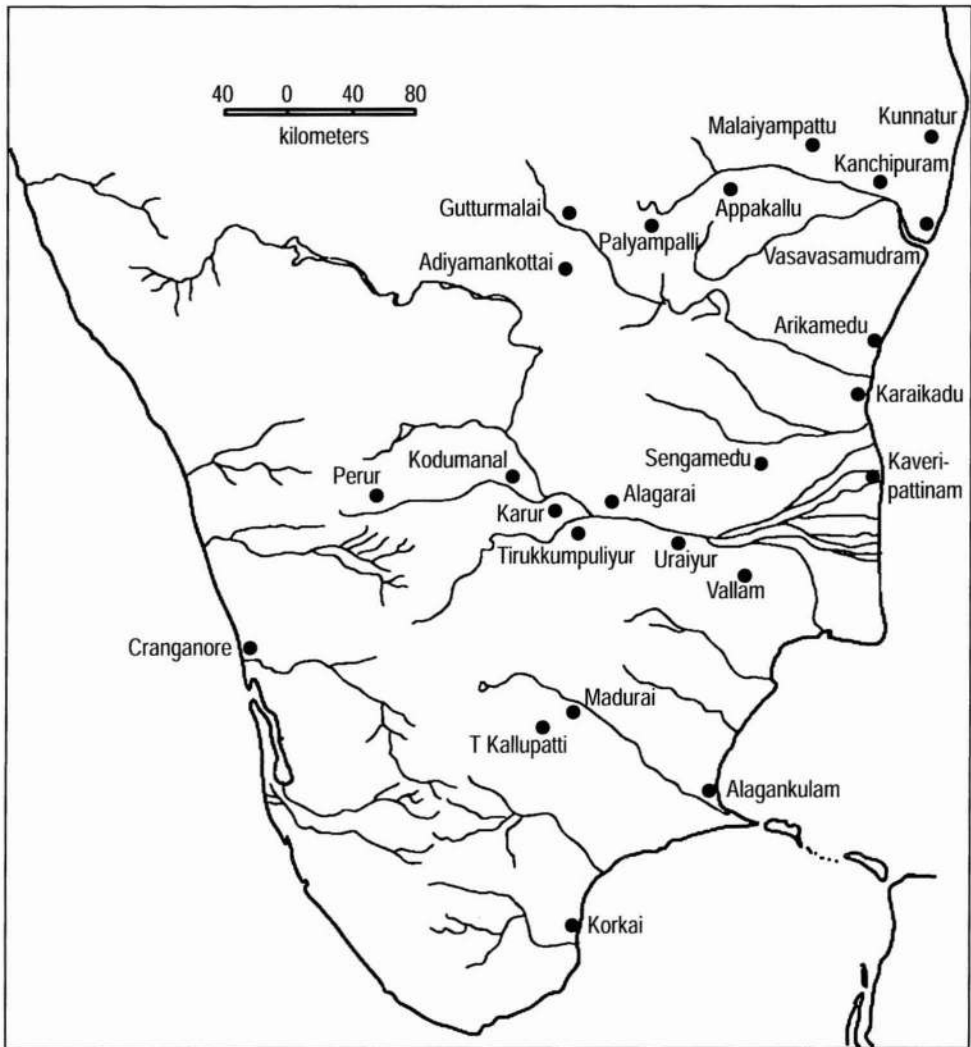 40 0 40 80
kilometers
Kunnatur
Malaiyampattu
Kanchipuram
Gutturmalai
Appakallu
Palyampalli
Vasavasamudram
Adiyamankottai
Arikamedu
Karaikadu
Kodumanal
Sengamedu
Kaveri-
pattinam
Perur
Alagarai
Karur
Tirukkumpuliyur
Uraiyur
Vallam
Cranganore
Madurai
T Kallupatti
Alagankulam
Korkai